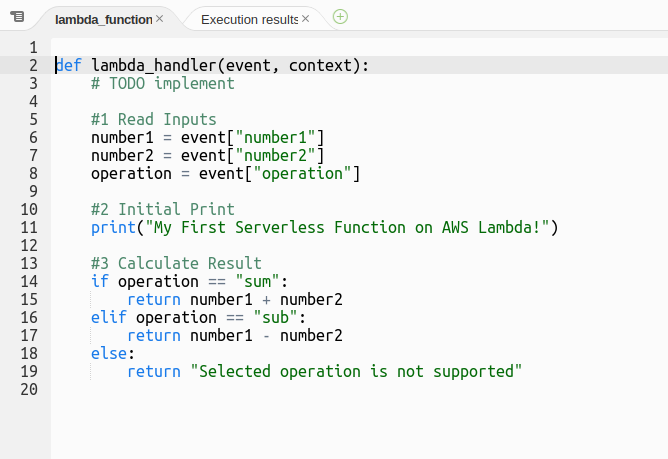 lambda_function × Execution results ×
1
2 def lambda_handler(event, context):
3     # TODO implement
4
5     #1 Read Inputs
6     number1 = event["number1"]
7     number2 = event["number2"]
8     operation = event["operation"]
9
10     #2 Initial Print
11     print("My First Serverless Function on AWS Lambda!")
12
13     #3 Calculate Result
14     if operation == "sum":
15         return number1 + number2
16     elif operation == "sub":
17         return number1 - number2
18     else:
19         return "Selected operation is not supported"
20